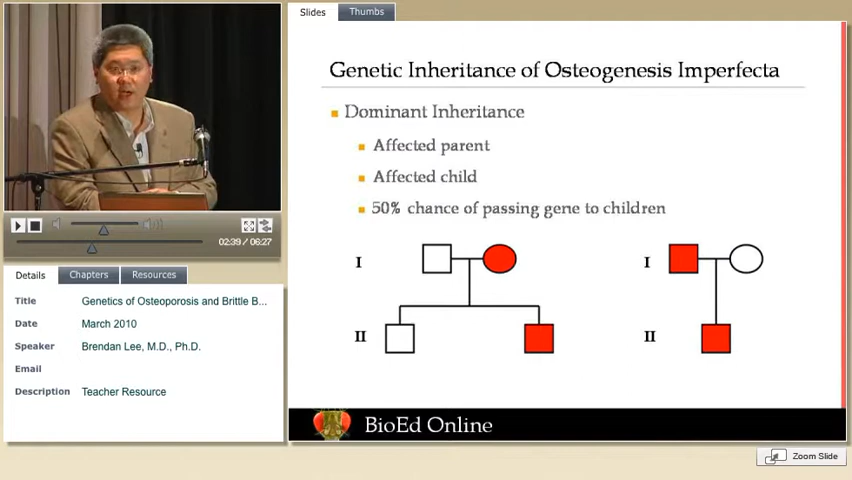 Slides
Thumbs
Genetic Inheritance of Osteogenesis Imperfecta
Dominant Inheritance
Affected parent
Affected child
50% chance of passing gene to children
I
I
II
II
BioEd Online
Zoom Slide
02:39 / 06:27
Details
Chapters
Resources
Title Genetics of Osteoporosis and Brittle B...
Date March 2010
Speaker Brendan Lee, M.D., Ph.D.
Email
Description Teacher Resource